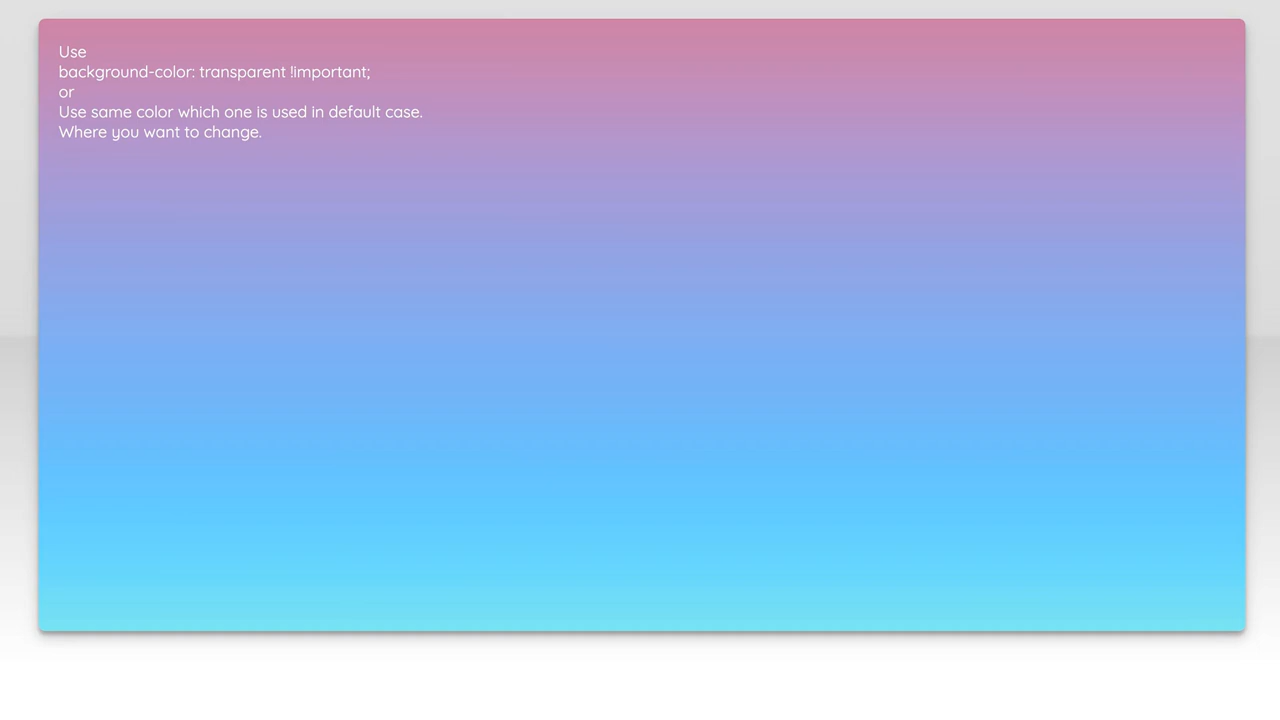 Use
background-color: transparent !important;
or
Use same color which one is used in default case.
Where you want to change.